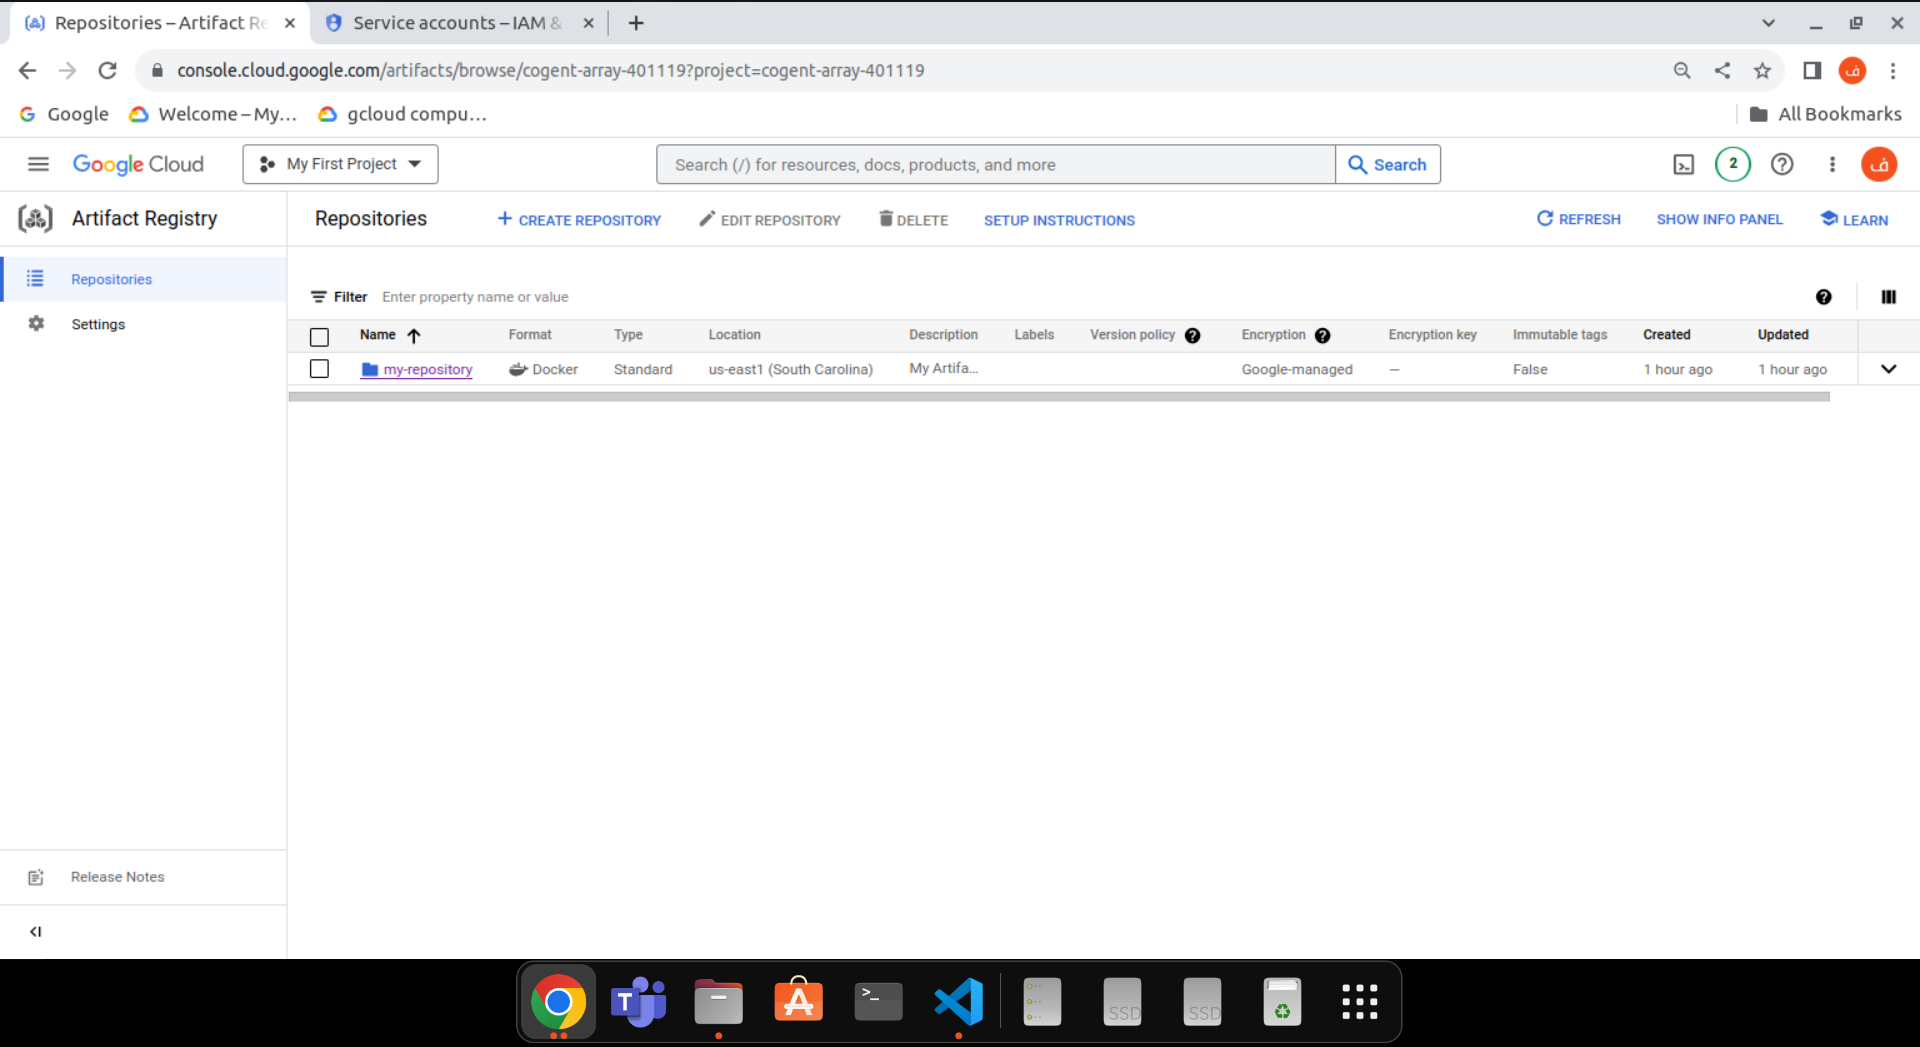 Repositories – Artifact Re
Service accounts – IAM &
console.cloud.google.com/artifacts/browse/cogent-array-401119?project=cogent-array-401119
ف
Google
Welcome – My...
gcloud compu...
All Bookmarks
Google Cloud
My First Project
Search (/) for resources, docs, products, and more
Search
2
ف
Artifact Registry
Repositories
CREATE REPOSITORY
EDIT REPOSITORY
DELETE
SETUP INSTRUCTIONS
REFRESH
SHOW INFO PANEL
LEARN
Repositories
Settings
Filter Enter property name or value
Name Format Type Location Description Labels Version policy Encryption Encryption key Immutable tags Created Updated
my-repository Docker Standard us-east1 (South Carolina) My Artifa... Google-managed — False 1 hour ago 1 hour ago
Release Notes
T
>_
SSD
SSD